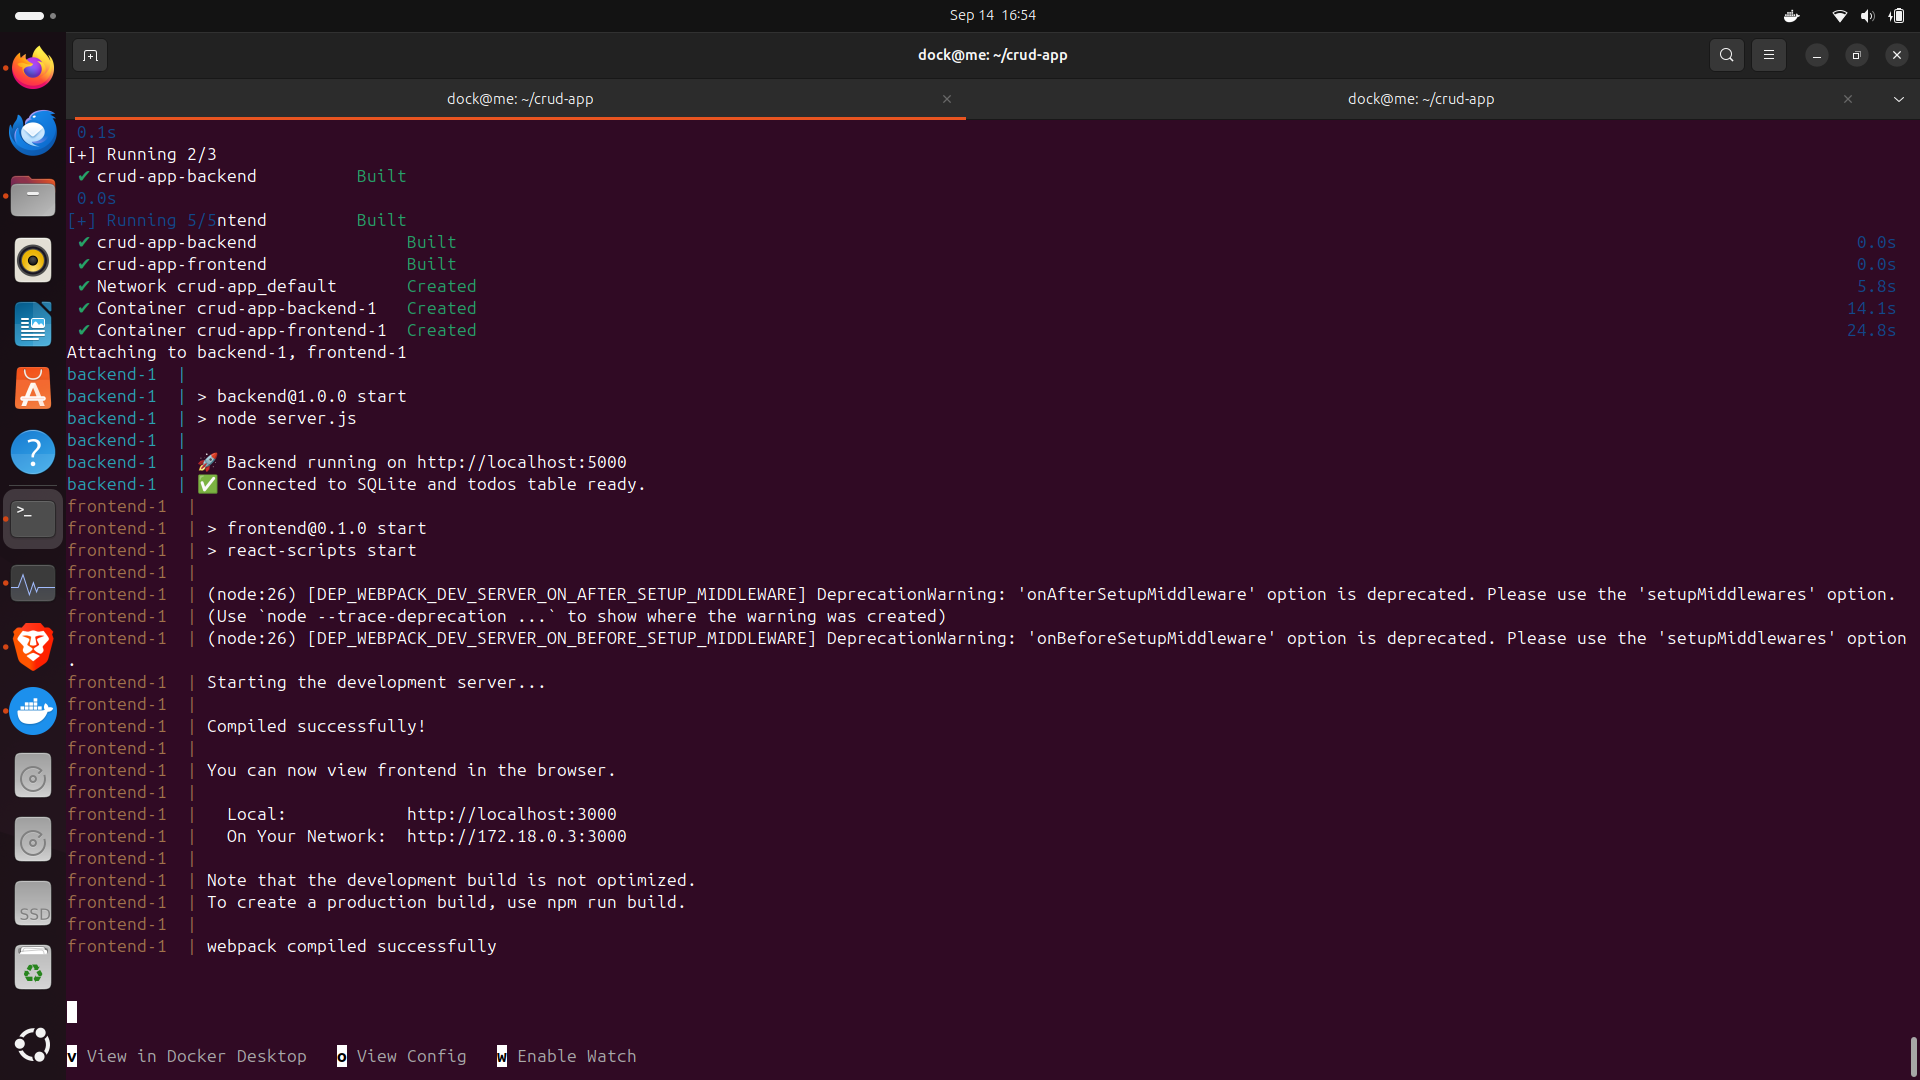 Sep 14 16:54
dock@me: ~/crud-app
dock@me: ~/crud-app
dock@me: ~/crud-app
0.1s
[+] Running 2/3
✔ crud-app-backend Built
0.0s
[+] Running 5/5ntend Built
✔ crud-app-backend Built 0.0s
✔ crud-app-frontend Built 0.0s
✔ Network crud-app_default Created 5.8s
✔ Container crud-app-backend-1 Created 14.1s
✔ Container crud-app-frontend-1 Created 24.8s
Attaching to backend-1, frontend-1
backend-1 |
backend-1 | > backend@1.0.0 start
backend-1 | > node server.js
backend-1 |
backend-1 | 🚀 Backend running on http://localhost:5000
backend-1 | ✅ Connected to SQLite and todos table ready.
frontend-1 |
frontend-1 | > frontend@0.1.0 start
frontend-1 | > react-scripts start
frontend-1 |
frontend-1 | (node:26) [DEP_WEBPACK_DEV_SERVER_ON_AFTER_SETUP_MIDDLEWARE] DeprecationWarning: 'onAfterSetupMiddleware' option is deprecated. Please use the 'setupMiddlewares' option.
frontend-1 | (Use `node --trace-deprecation ...` to show where the warning was created)
frontend-1 | (node:26) [DEP_WEBPACK_DEV_SERVER_ON_BEFORE_SETUP_MIDDLEWARE] DeprecationWarning: 'onBeforeSetupMiddleware' option is deprecated. Please use the 'setupMiddlewares' option
.
frontend-1 | Starting the development server...
frontend-1 |
frontend-1 | Compiled successfully!
frontend-1 |
frontend-1 | You can now view frontend in the browser.
frontend-1 |
frontend-1 | Local: http://localhost:3000
frontend-1 | On Your Network: http://172.18.0.3:3000
frontend-1 |
frontend-1 | Note that the development build is not optimized.
frontend-1 | To create a production build, use npm run build.
frontend-1 |
frontend-1 | webpack compiled successfully
v View in Docker Desktop o View Config w Enable Watch
SSD